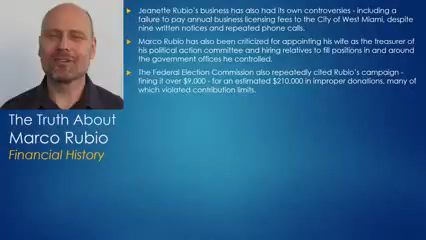 Jeanette Rubio's business has also had its own controversies - including a
failure to pay annual business licensing fees to the City of West Miami, despite
nine written notices and repeated phone calls.
Marco Rubio has also been criticized for appointing his wife as the treasurer of
his political action committee and hiring relatives to fill positions in and around
the government offices he controlled.
The Federal Election Commission also repeatedly cited Rubio's campaign -
fining it over $9,000 - for an estimated $210,000 in improper donations, many of
which violated contribution limits.
The Truth About
Marco Rubio
Financial History